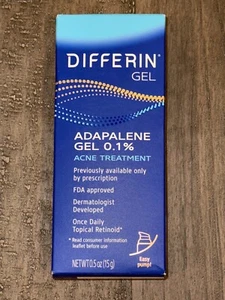 DIFFERIN®
GEL
ADAPALENE
GEL 0.1%
ACNE TREATMENT
Previously available only
by prescription
FDA approved
Dermatologist
Developed
Once Daily
Topical Retinoid*
* Read consumer information
leaflet before use
Easy
pump!
NET WT 0.5 oz (15 g)